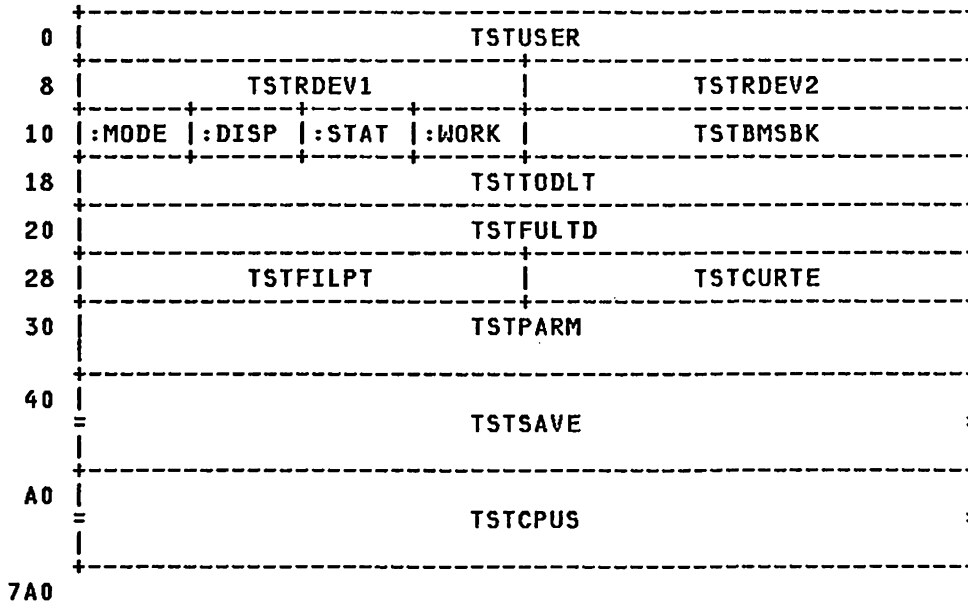 0 TSTUSER
8 TSTRDEV1 TSTRDEV2
10 :MODE :DISP :STAT :WORK TSTBMSBK
18 TSTTODLT
20 TSTFULTD
28 TSTFILPT TSTCURTE
30 TSTPARM
40
TSTSAVE
A0
TSTCPUS
7A0